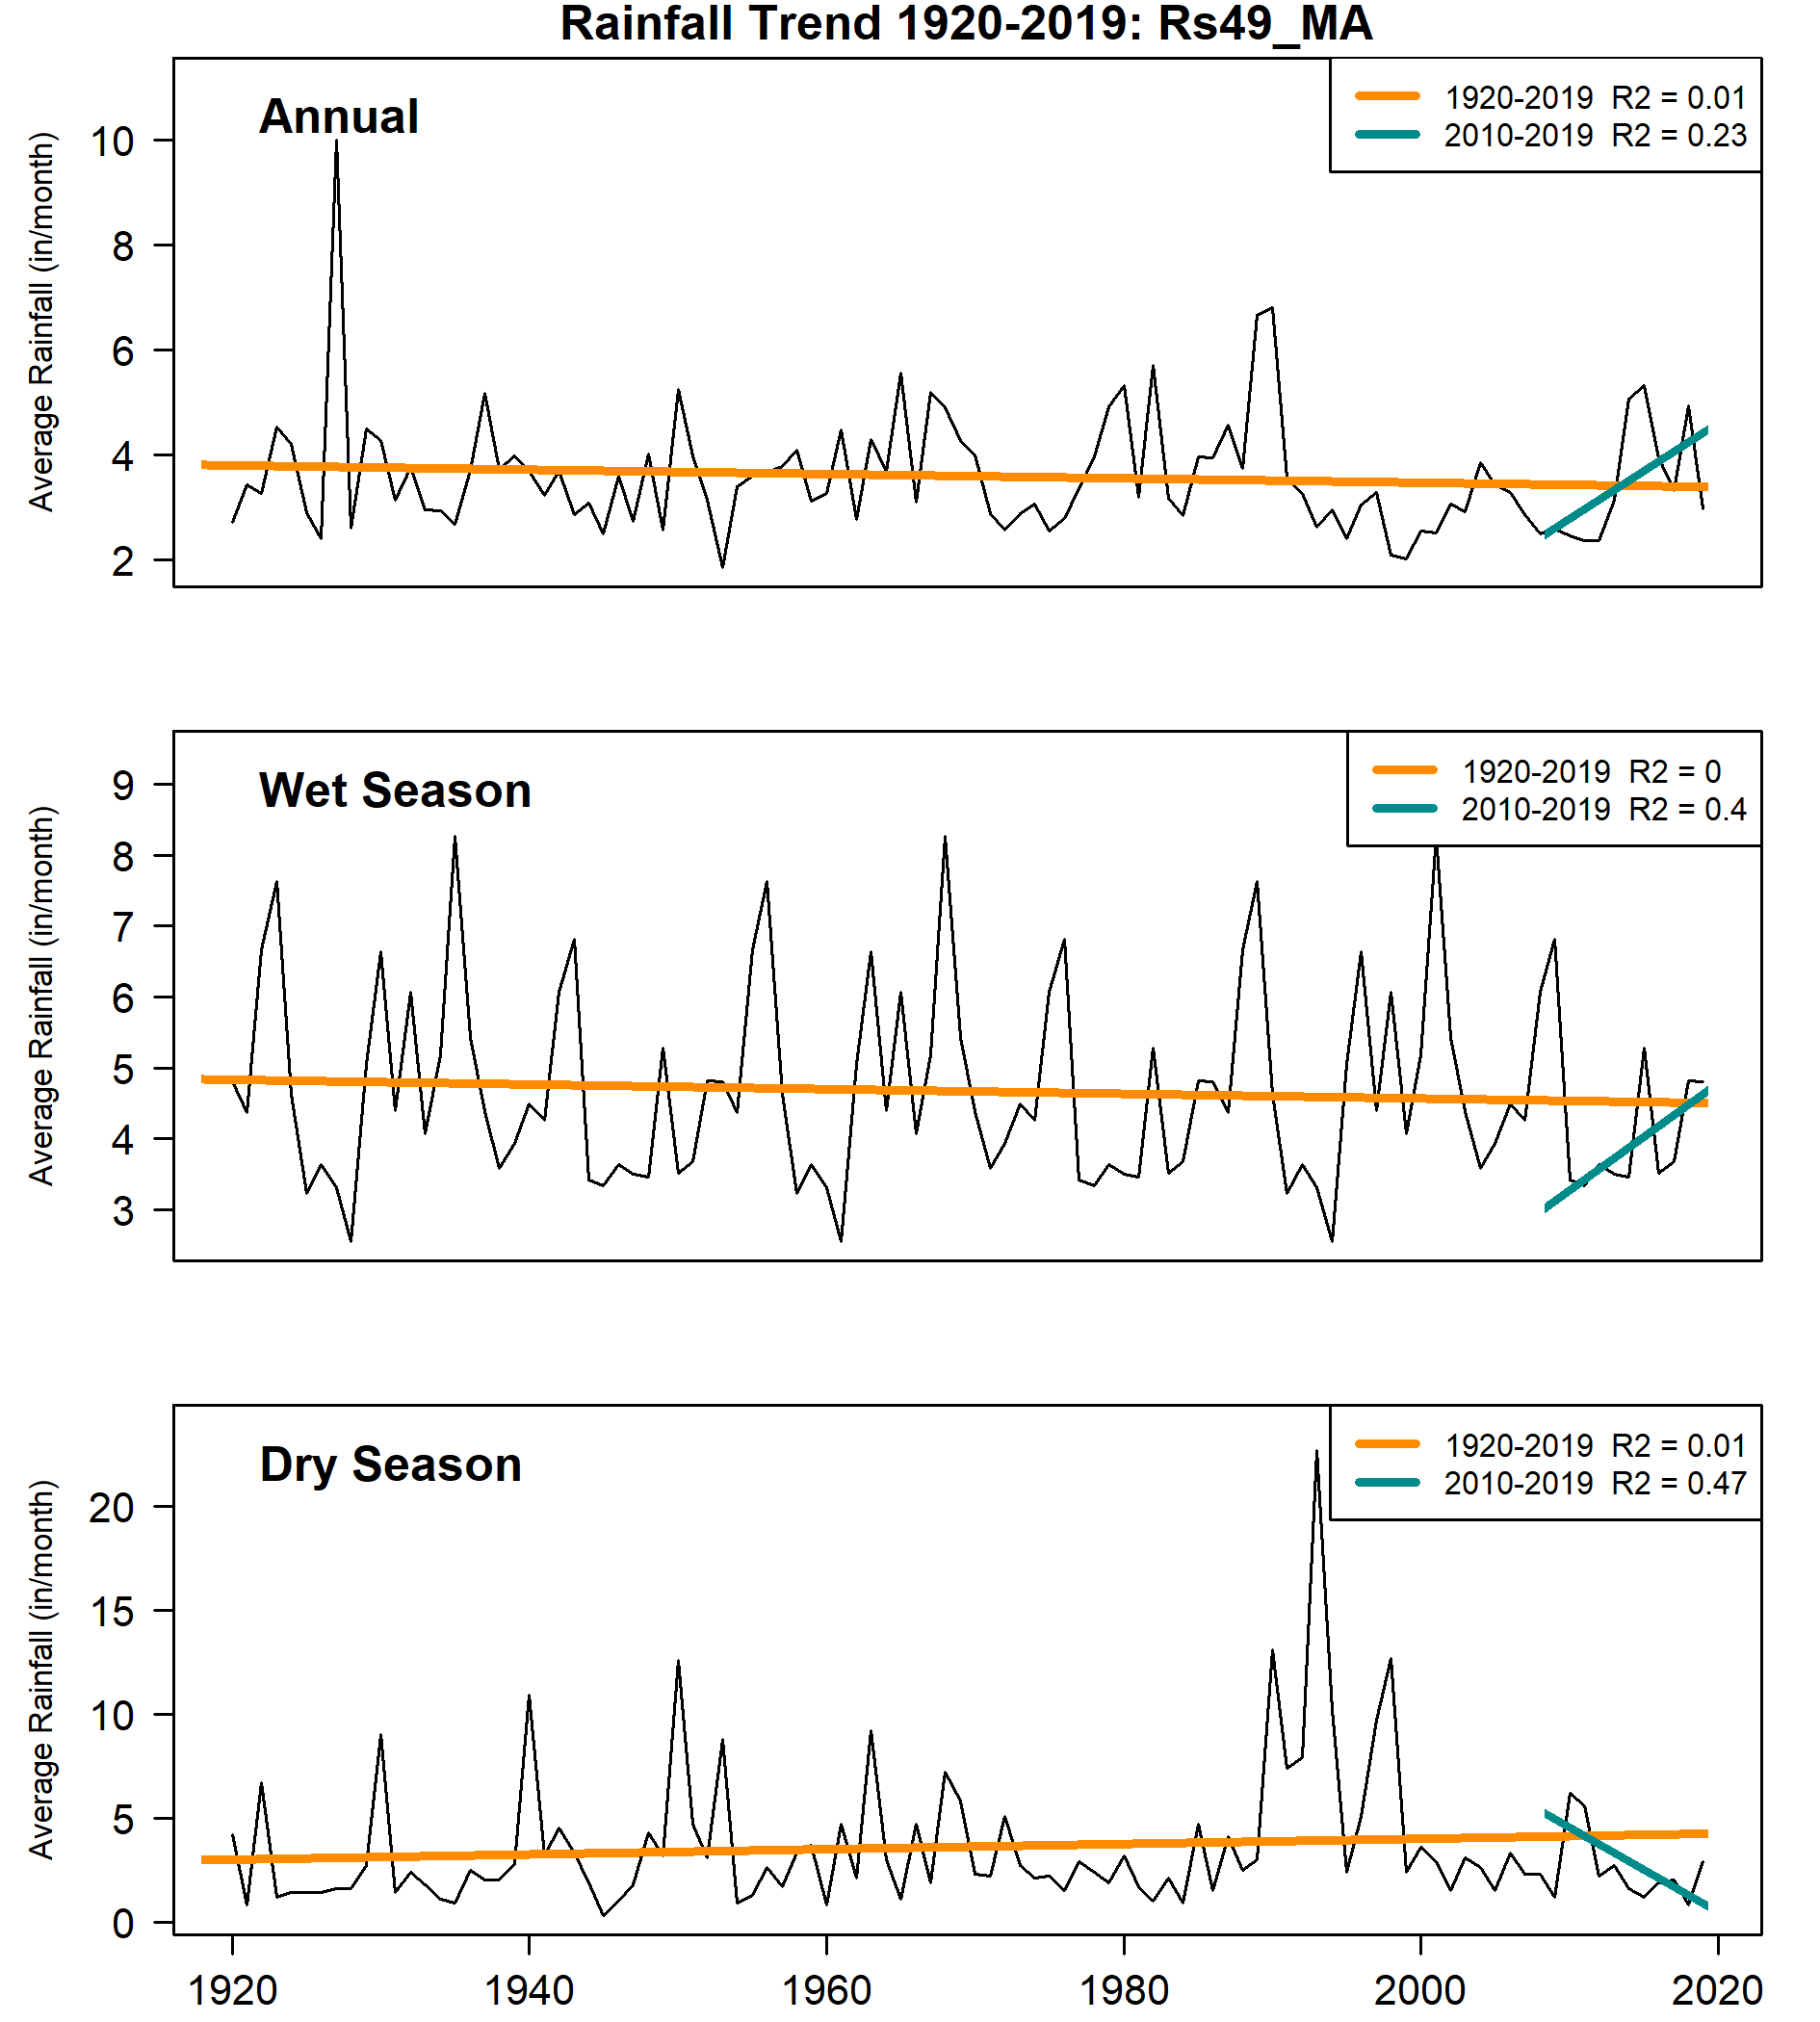 Rainfall Trend 1920-2019: Rs49_MA
Annual
1920-2019 R2 = 0.01
2010-2019 R2 = 0.23
Average Rainfall (in/month)
10
8
6
4
2
Wet Season
1920-2019 R2 = 0
2010-2019 R2 = 0.4
Average Rainfall (in/month)
9
8
7
6
5
4
3
Dry Season
1920-2019 R2 = 0.01
2010-2019 R2 = 0.47
Average Rainfall (in/month)
20
15
10
5
0
1920 1940 1960 1980 2000 2020